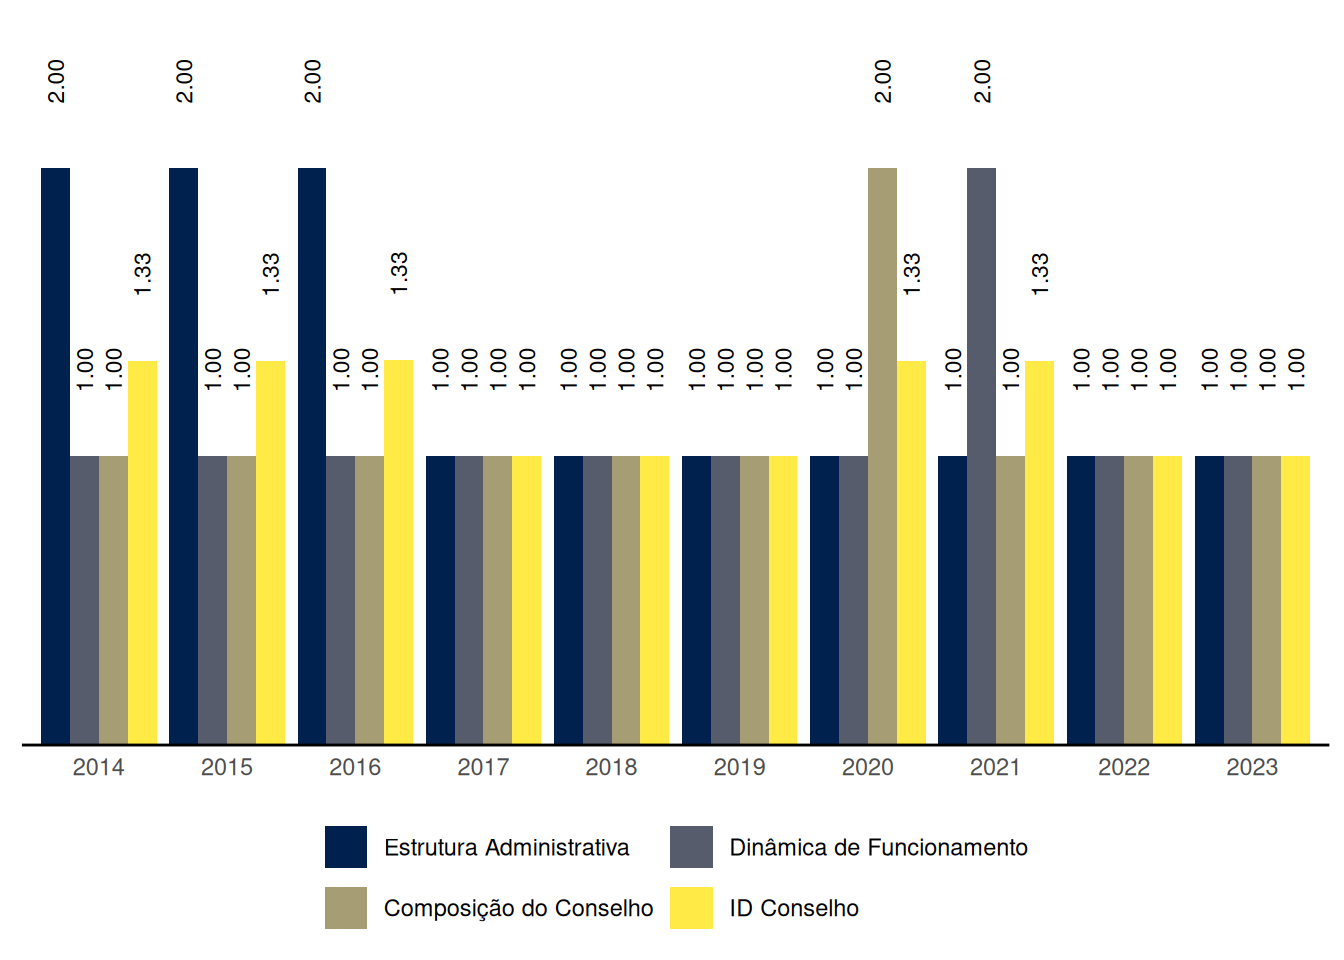 2.00 2.00 2.00 2.00 2.00
1.33 1.33 1.33 1.33 1.33
1.00 1.00 1.00 1.00 1.00 1.00 1.00 1.00 1.00 1.00 1.00 1.00 1.00 1.00 1.00 1.00 1.00 1.00 1.00 1.00 1.00 1.00 1.00 1.00 1.00 1.00 1.00 1.00 1.00 1.00
2014 2015 2016 2017 2018 2019 2020 2021 2022 2023
Estrutura Administrativa Dinâmica de Funcionamento
Composição do Conselho ID Conselho